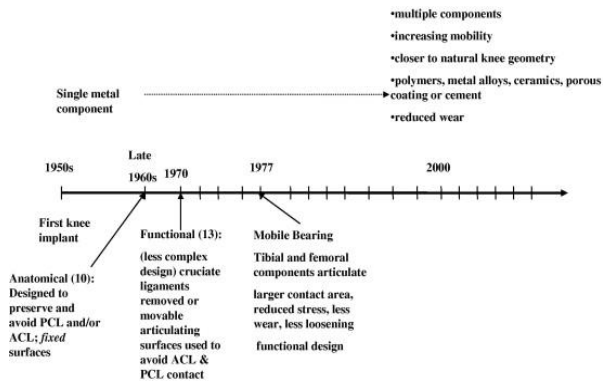 •multiple components
•increasing mobility
•closer to natural knee geometry
•polymers, metal alloys, ceramics, porous
coating or cement
•reduced wear
Single metal
component
1950s
Late
1960s
1970
1977
2000
First knee
implant
Anatomical (10):
Designed to
preserve and
avoid PCL and/or
ACL; fixed
surfaces
Functional (13):
(less complex
design) cruciate
ligaments
removed or
movable
articulating
surfaces used to
avoid ACL &
PCL contact
Mobile Bearing
Tibial and femoral
components articulate
larger contact area,
reduced stress, less
wear, less loosening
functional design